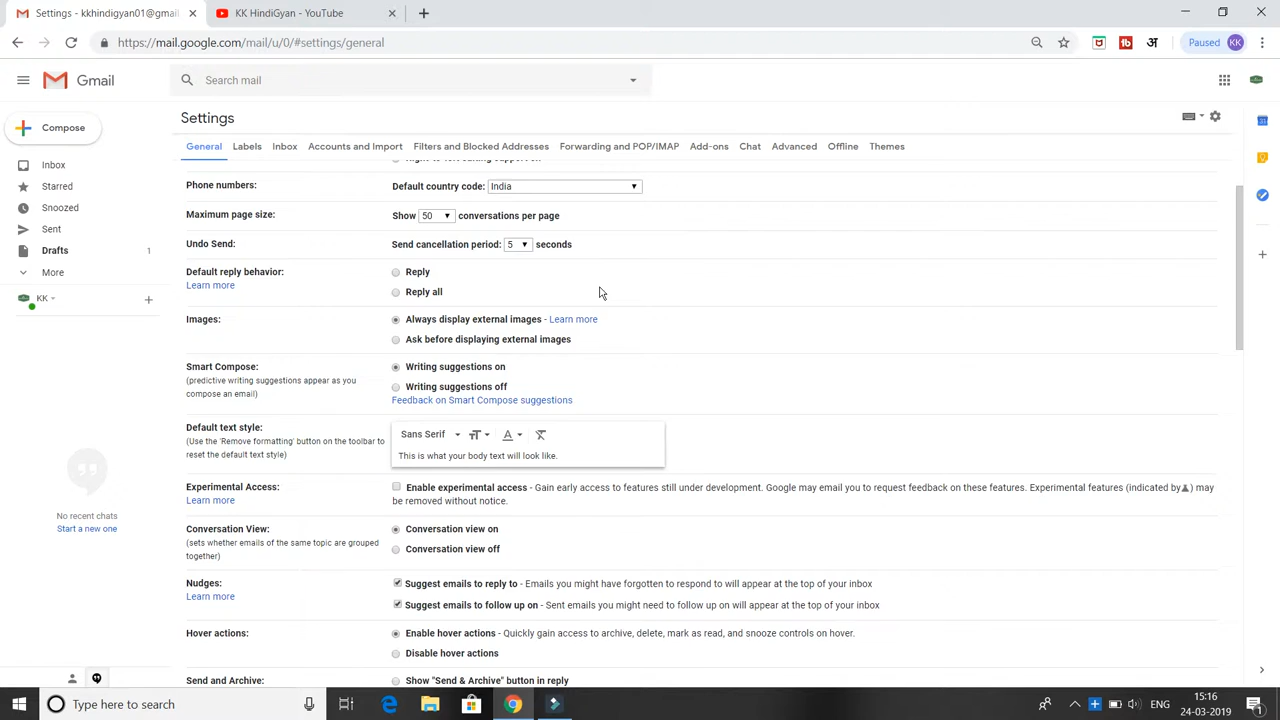 Settings - kkhindigyan01@gmail
KK HindiGyan - YouTube
https://mail.google.com/mail/u/0/#settings/general
Paused KK
Gmail
Search mail
Compose
Inbox
Starred
Snoozed
Sent
Drafts 1
More
KK
No recent chats
Start a new one
Settings
General Labels Inbox Accounts and Import Filters and Blocked Addresses Forwarding and POP/IMAP Add-ons Chat Advanced Offline Themes
Phone numbers: Default country code: India
Maximum page size: Show 50 conversations per page
Undo Send: Send cancellation period: 5 seconds
Default reply behavior: Reply
Learn more
Reply all
Images: Always display external images - Learn more
Ask before displaying external images
Smart Compose: Writing suggestions on
(predictive writing suggestions appear as you
compose an email)
Writing suggestions off
Feedback on Smart Compose suggestions
Default text style:
(Use the 'Remove formatting' button on the toolbar to
reset the default text style)
Sans Serif
This is what your body text will look like.
Experimental Access: Enable experimental access - Gain early access to features still under development. Google may email you to request feedback on these features. Experimental features (indicated by ) may
Learn more be removed without notice.
Conversation View: Conversation view on
(sets whether emails of the same topic are grouped
together)
Conversation view off
Nudges: Suggest emails to reply to - Emails you might have forgotten to respond to will appear at the top of your inbox
Learn more
Suggest emails to follow up on - Sent emails you might need to follow up on will appear at the top of your inbox
Hover actions: Enable hover actions - Quickly gain access to archive, delete, mark as read, and snooze controls on hover.
Disable hover actions
Send and Archive: Show "Send & Archive" button in reply
Type here to search
ENG
15:16
24-03-2019